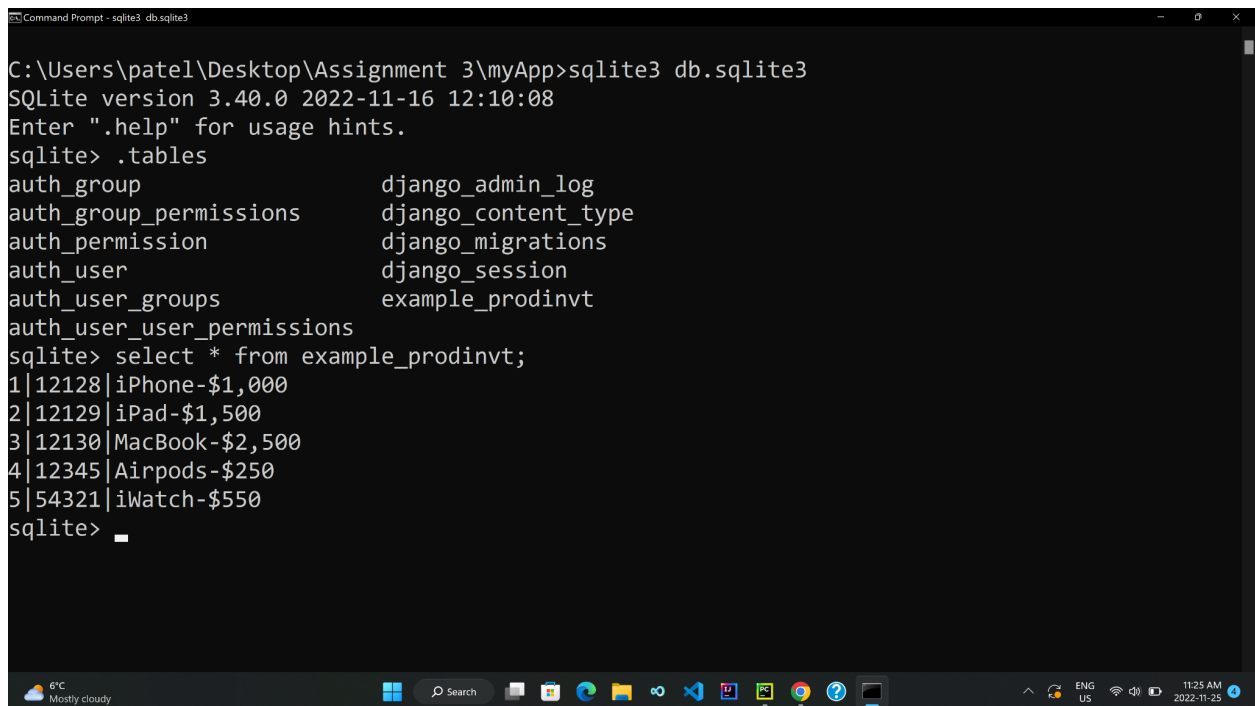 Command Prompt - sqlite3 db.sqlite3
C:\Users\patel\Desktop\Assignment 3\myApp>sqlite3 db.sqlite3
SQLite version 3.40.0 2022-11-16 12:10:08
Enter ".help" for usage hints.
sqlite> .tables
auth_group                  django_admin_log
auth_group_permissions      django_content_type
auth_permission             django_migrations
auth_user                   django_session
auth_user_groups            example_prodinvt
auth_user_user_permissions
sqlite> select * from example_prodinvt;
1|12128|iPhone-$1,000
2|12129|iPad-$1,500
3|12130|MacBook-$2,500
4|12345|Airpods-$250
5|54321|iWatch-$550
sqlite>
6°C
Mostly cloudy
Search
ENG
US
11:25 AM
2022-11-25
4